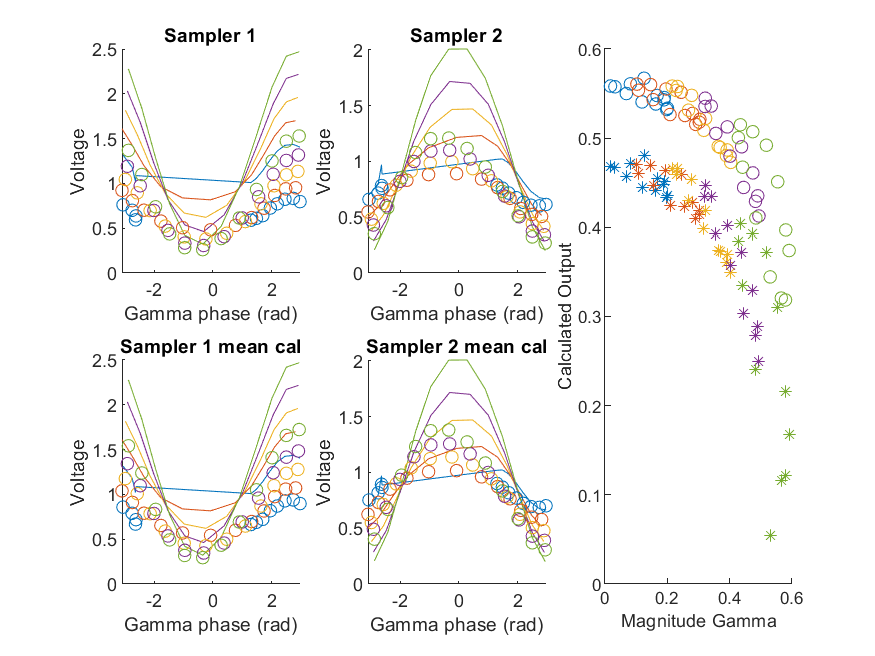 Sampler 1
Voltage
2.5
2
1.5
1
0.5
0
-2 0 2
Gamma phase (rad)
Sampler 2
Voltage
2
1.5
1
0.5
0
-2 0 2
Gamma phase (rad)
Sampler 1 mean cal
Voltage
2.5
2
1.5
1
0.5
0
-2 0 2
Gamma phase (rad)
Sampler 2 mean cal
Voltage
2
1.5
1
0.5
0
-2 0 2
Gamma phase (rad)
Calculated Output
0.6
0.5
0.4
0.3
0.2
0.1
0
0 0.2 0.4 0.6
Magnitude Gamma